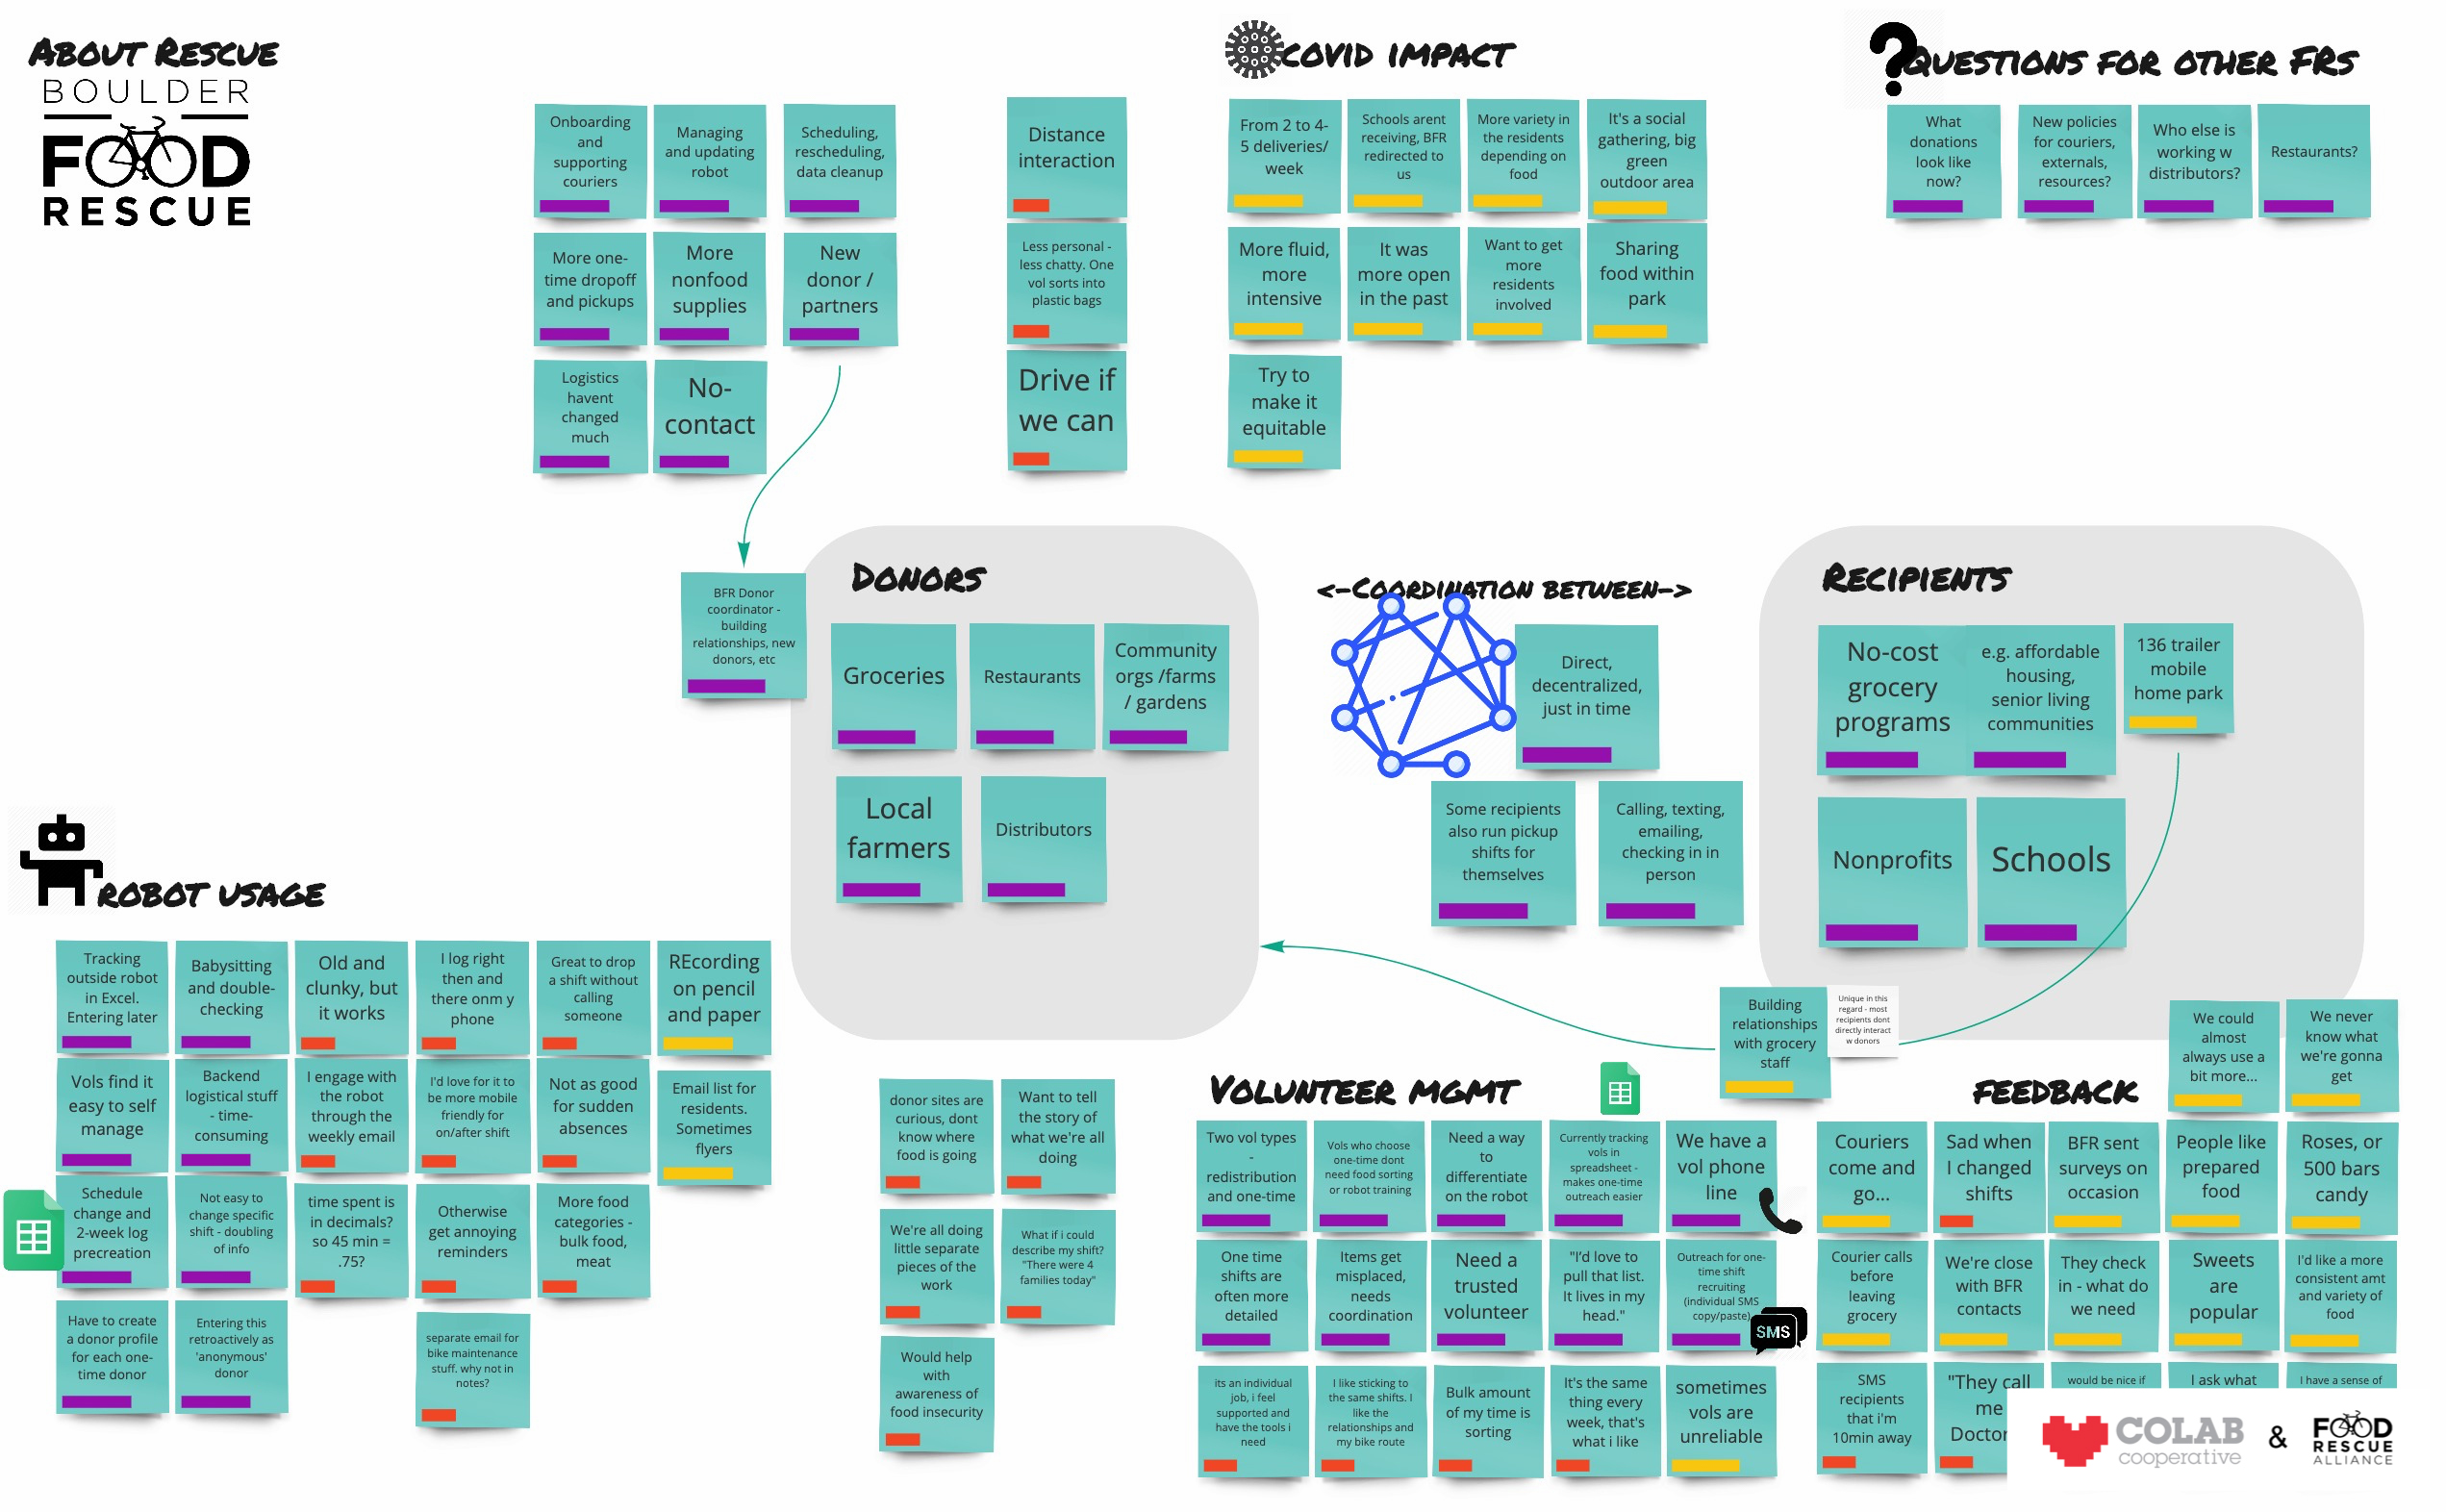 ABOUT RESCUE
BOULDER
FOOD
RESCUE
Onboarding
and
supporting
couriers
Managing
and updating
robot
Scheduling,
rescheduling,
data cleanup
More one-
time dropoff
and pickups
More
nonfood
supplies
New
donor /
partners
Logistics
havent
changed
much
No-
contact
Distance
interaction
Less personal -
less chatty. One
vol sorts into
plastic bags
Drive if
we can
COVID IMPACT
From 2 to 4-
5 deliveries/
week
Schools arent
receiving, BFR
redirected to
us
More variety in
the residents
depending on
food
It's a social
gathering, big
green
outdoor area
More fluid,
more
intensive
It was
more open
in the past
Want to get
more
residents
involved
Sharing
food within
park
Try to
make it
equitable
QUESTIONS FOR OTHER FRS
What
donations
look like
now?
New policies
for couriers,
externals,
resources?
Who else is
working w
distributors?
Restaurants?
BFR Donor
coordinator -
building
relationships, new
donors, etc
DONORS
Groceries
Restaurants
Community
orgs /farms
/ gardens
Local
farmers
Distributors
<-COORDINATION BETWEEN->
Direct,
decentralized,
just in time
Some recipients
also run pickup
shifts for
themselves
Calling, texting,
emailing,
checking in in
person
RECIPIENTS
No-cost
grocery
programs
e.g. affordable
housing,
senior living
communities
136 trailer
mobile
home park
Nonprofits
Schools
Building
relationships
with grocery
staff
Unique in this
regard - most
recipients dont
directly interact
w donors
ROBOT USAGE
Tracking
outside robot
in Excel.
Entering later
Babysitting
and double-
checking
Old and
clunky, but
it works
I log right
then and
there onm y
phone
Great to drop
a shift without
calling
someone
REcording
on pencil
and paper
Vols find it
easy to self
manage
Backend
logistical stuff
- time-
consuming
I engage with
the robot
through the
weekly email
I'd love for it to
be more mobile
friendly for
on/after shift
Not as good
for sudden
absences
Email list for
residents.
Sometimes
flyers
Schedule
change and
2-week log
precreation
Not easy to
change specific
shift - doubling
of info
time spent is
in decimals?
so 45 min =
.75?
Otherwise
get annoying
reminders
More food
categories -
bulk food,
meat
Have to create
a donor profile
for each one-
time donor
Entering this
retroactively as
'anonymous'
donor
separate email for
bike maintenance
stuff. why not in
notes?
donor sites are
curious, dont
know where
food is going
Want to tell
the story of
what we're all
doing
We're all doing
little separate
pieces of the
work
What if i could
describe my shift?
"There were 4
families today"
Would help
with
awareness of
food insecurity
VOLUNTEER MGMT
Two vol types
-
redistribution
and one-time
Vols who choose
one-time dont
need food sorting
or robot training
Need a way
to
differentiate
on the robot
Currently tracking
vols in
spreadsheet -
makes one-time
outreach easier
We have a
vol phone
line
One time
shifts are
often more
detailed
Items get
misplaced,
needs
coordination
Need a
trusted
volunteer
"I'd love to
pull that list.
It lives in my
head."
Outreach for one-
time shift
recruiting
(individual SMS
copy/paste)
SMS
its an individual
job, i feel
supported and
have the tools i
need
I like sticking to
the same shifts. I
like the
relationships and
my bike route
Bulk amount
of my time is
sorting
It's the same
thing every
week, that's
what i like
sometimes
vols are
unreliable
FEEDBACK
We could
almost
always use a
bit more...
We never
know what
we're gonna
get
Couriers
come and
go...
Sad when
I changed
shifts
BFR sent
surveys on
occasion
People like
prepared
food
Roses, or
500 bars
candy
Courier calls
before
leaving
grocery
We're close
with BFR
contacts
They check
in - what do
we need
Sweets
are
popular
I'd like a more
consistent amt
and variety of
food
SMS
recipients
that i'm
10min away
"They call
me
Doctor
would be nice if
I ask what
I have a sense of
COLAB
cooperative
&
FOOD
RESCUE
ALLIANCE